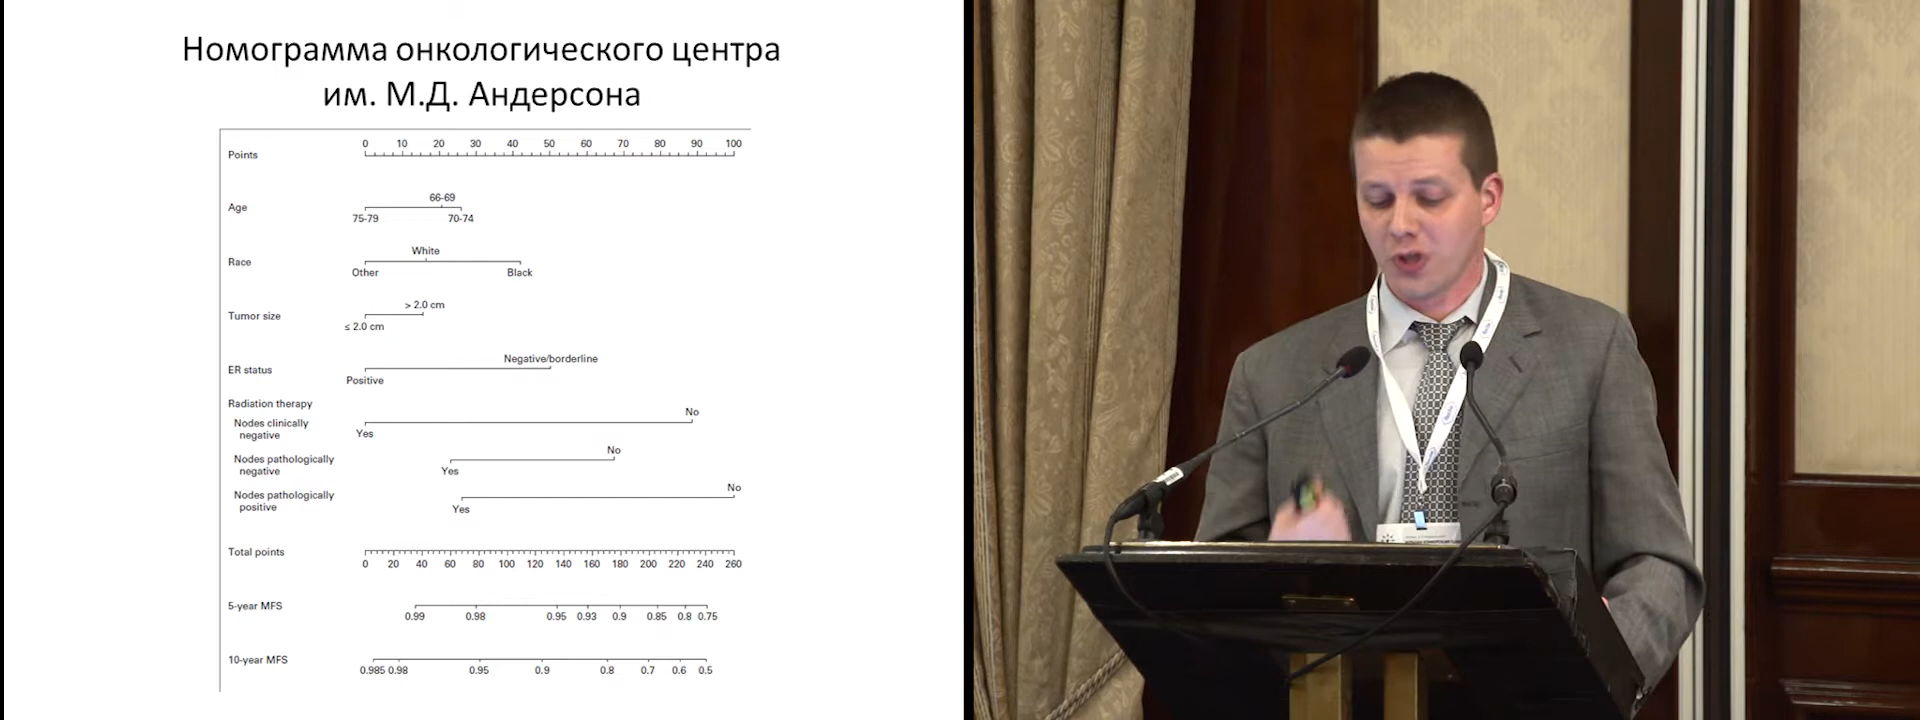 Номограмма онкологического центра
им. М.Д. Андерсона
0 10 20 30 40 50 60 70 80 90 100
Points
66-69
Age
75-79 70-74
White
Race
Other Black
> 2.0 cm
Tumor size
≤ 2.0 cm
Negative/borderline
ER status
Positive
Radiation therapy
No
Nodes clinically
negative
Yes
No
Nodes pathologically
negative
Yes
No
Nodes pathologically
positive
Yes
Total points
0 20 40 60 80 100 120 140 160 180 200 220 240 260
5-year MFS
0.99 0.98 0.95 0.93 0.9 0.85 0.8 0.75
10-year MFS
0.985 0.98 0.95 0.9 0.8 0.7 0.6 0.5